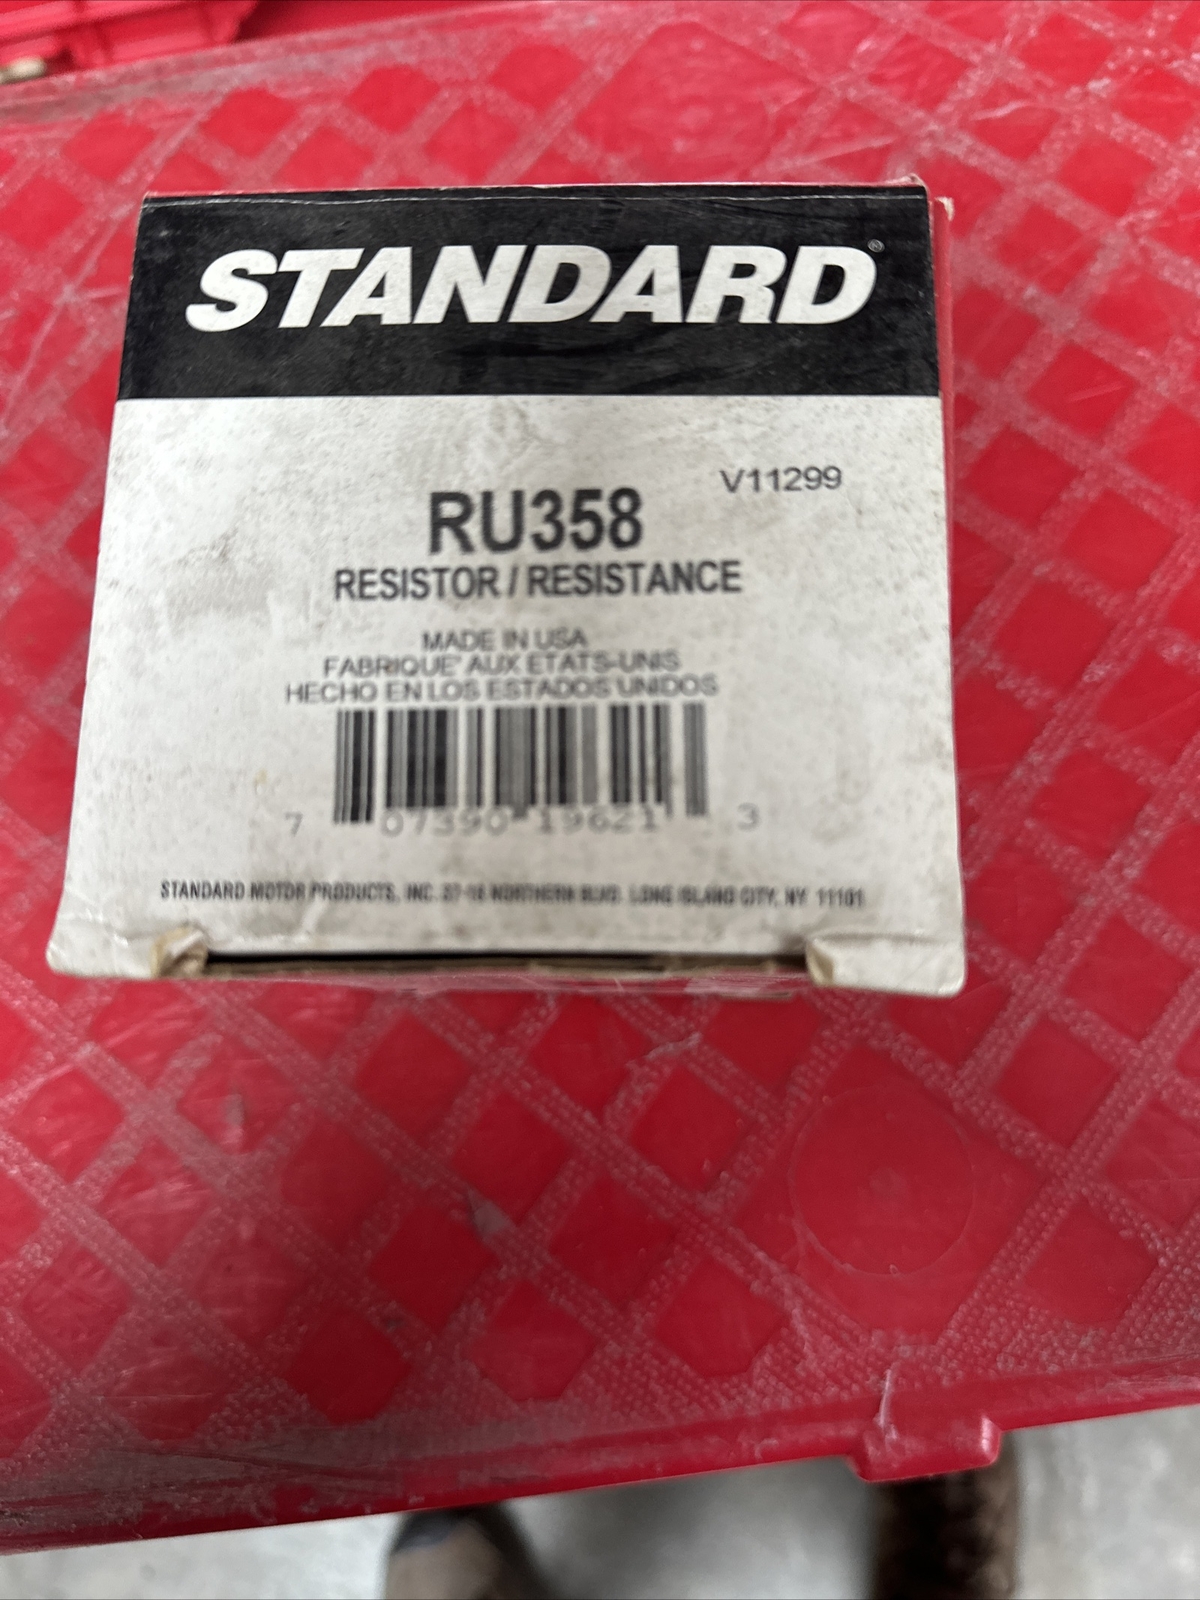 STANDARD®
V11299
RU358
RESISTOR / RESISTANCE
MADE IN USA
FABRIQUE' AUX ETATS-UNIS
HECHO EN LOS ESTADOS UNIDOS
7 07390 19621 3
STANDARD MOTOR PRODUCTS, INC. 37-18 NORTHERN BLVD. LONG ISLAND CITY, NY 11101